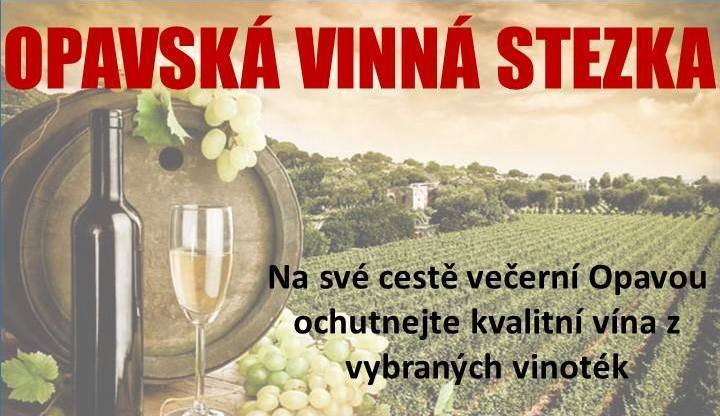 OPAVSKÁ VINNÁ STEZKA
Na své cestě večerní Opavou
ochutnejte kvalitní vína z
vybraných vinoték